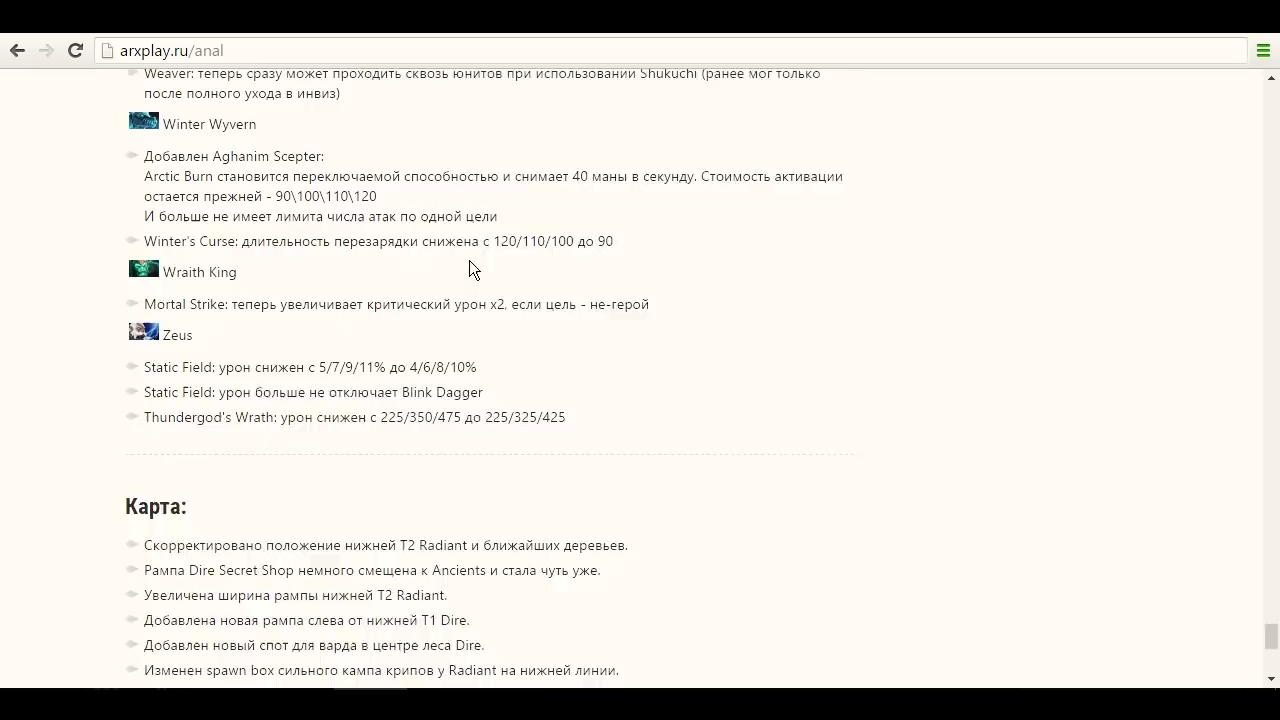 arxplay.ru/anal
Weaver: теперь сразу может проходить сквозь юнитов при использовании Shukuchi (ранее мог только
после полного ухода в инвиз)
Winter Wyvern
Добавлен Aghanim Scepter:
Arctic Burn становится переключаемой способностью и снимает 40 маны в секунду. Стоимость активации
остается прежней - 90\100\110\120
И больше не имеет лимита числа атак по одной цели
Winter's Curse: длительность перезарядки снижена с 120/110/100 до 90
Wraith King
Mortal Strike: теперь увеличивает критический урон x2, если цель - не-герой
Zeus
Static Field: урон снижен с 5/7/9/11% до 4/6/8/10%
Static Field: урон больше не отключает Blink Dagger
Thundergod's Wrath: урон снижен с 225/350/475 до 225/325/425
Карта:
Скорректировано положение нижней T2 Radiant и ближайших деревьев.
Рампа Dire Secret Shop немного смещена к Ancients и стала чуть уже.
Увеличена ширина рампы нижней T2 Radiant.
Добавлена новая рампа слева от нижней T1 Dire.
Добавлен новый спот для варда в центре леса Dire.
Изменен spawn box сильного кампа крипов у Radiant на нижней линии.